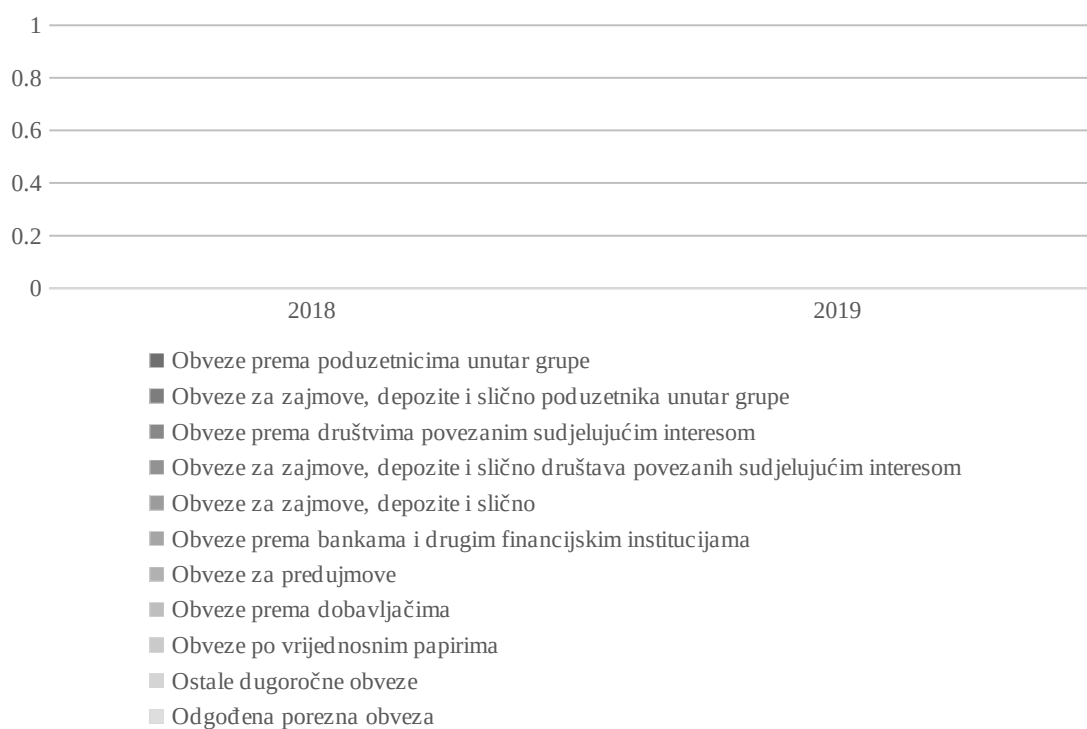 1
0.8
0.6
0.4
0.2
0
2018 2019
Obveze prema poduzetnicima unutar grupe
Obveze za zajmove, depozite i slično poduzetnika unutar grupe
Obveze prema društvima povezanim sudjelujućim interesom
Obveze za zajmove, depozite i slično društava povezanih sudjelujućim interesom
Obveze za zajmove, depozite i slično
Obveze prema bankama i drugim financijskim institucijama
Obveze za predujmove
Obveze prema dobavljačima
Obveze po vrijednosnim papirima
Ostale dugoročne obveze
Odgođena porezna obveza